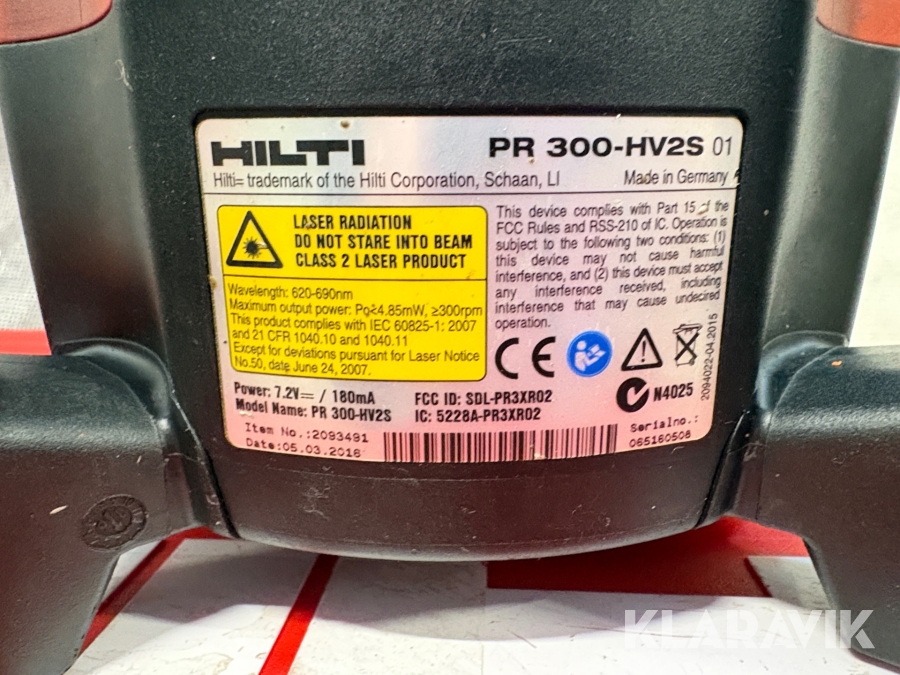 HILTI
PR 300-HV2S 01
Hilti= trademark of the Hilti Corporation, Schaan, LI
Made in Germany
LASER RADIATION
DO NOT STARE INTO BEAM
CLASS 2 LASER PRODUCT
Wavelength: 620-690nm
Maximum output power: Po≤4.85mW, ≥300rpm
This product complies with IEC 60825-1: 2007
and 21 CFR 1040.10 and 1040.11
Except for deviations pursuant for Laser Notice
No.50, date June 24, 2007.
This device complies with Part 15 of the
FCC Rules and RSS-210 of IC. Operation is
subject to the following two conditions: (1)
this device may not cause harmful
interference, and (2) this device must accept
any interference received, including
interference that may cause undecired
operation.
CE
N4025
2094022-04.2015
Power: 7.2V⎓ / 180mA
Model Name: PR 300-HV2S
FCC ID: SDL-PR3XR02
IC: 5228A-PR3XR02
Item No.:2093491
Date:05.03.2018
Serialno.:
065160508
KLARAVIK